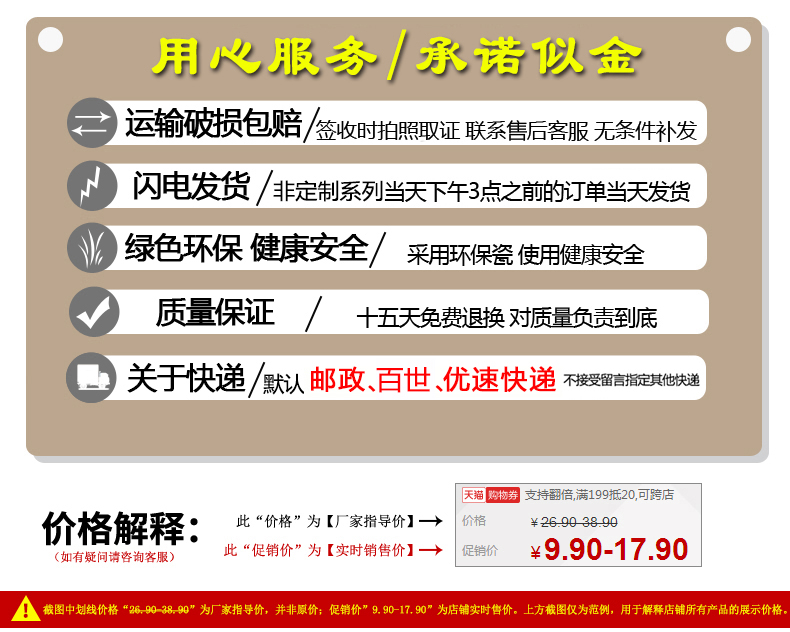 用心服务/承诺似金
运输破损包赔/签收时拍照取证 联系售后客服 无条件补发
闪电发货/非定制系列当天下午3点之前的订单当天发货
绿色环保 健康安全/采用环保瓷 使用健康安全
质量保证/十五天免费退换 对质量负责到底
关于快递/默认 邮政、百世、优速快递 不接受留言指定其他快递
天猫 购物券 支持翻倍,满199抵20,可跨店
价格解释：
(如有疑问请咨询客服)
此“价格”为【厂家指导价】
价格 ¥26.90-38.90
此“促销价”为【实时销售价】
促销价 ¥9.90-17.90
截图中划线价格“26.90-38.90”为厂家指导价，并非原价；促销价”9.90-17.90”为店铺实时售价。上方截图仅为范例，用于解释店铺所有产品的展示价格。